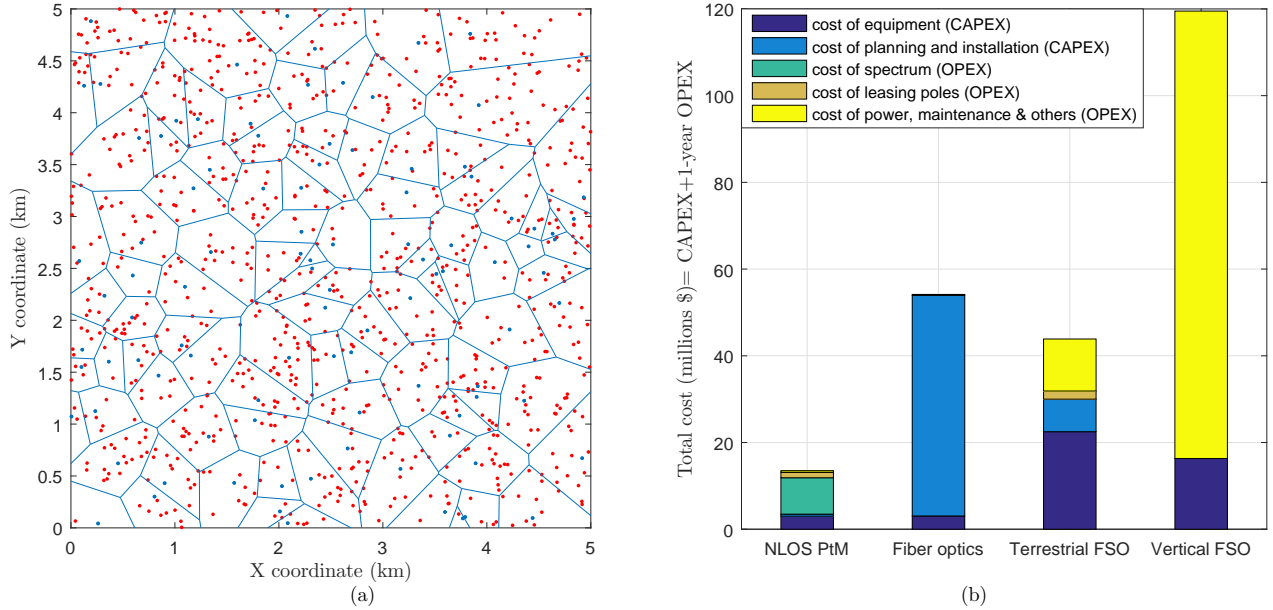 5
4.5
4
3.5
3
2.5
2
1.5
1
0.5
0
Y coordinate (km)
0 1 2 3 4 5
X coordinate (km)
(a)
120
100
80
60
40
20
0
Total cost (millions $)= CAPEX+1-year OPEX
cost of equipment (CAPEX)
cost of planning and installation (CAPEX)
cost of spectrum (OPEX)
cost of leasing poles (OPEX)
cost of power, maintenance & others (OPEX)
NLOS PtM Fiber optics Terrestrial FSO Vertical FSO
(b)